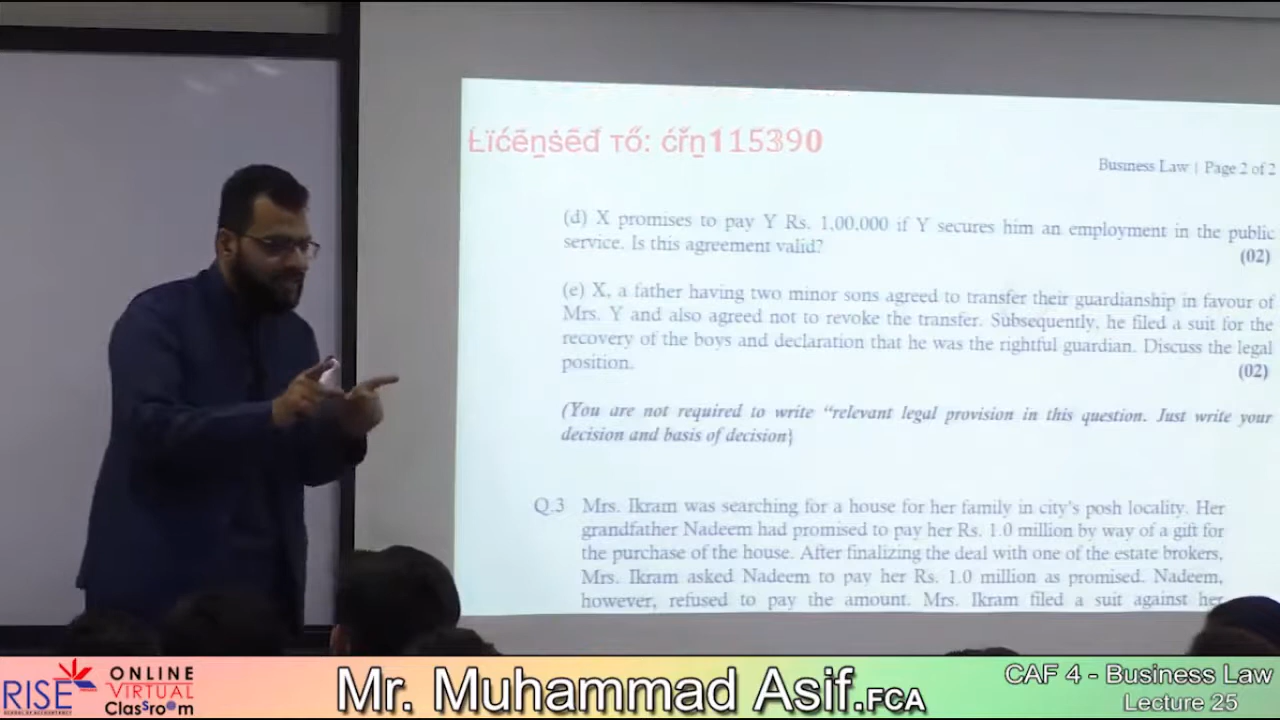 Łïćēṉṡēđ ҭő: ćřṉ115390
Business Law | Page 2 of 2
(d) X promises to pay Y Rs. 1,00,000 if Y secures him an employment in the public
service. Is this agreement valid?
(02)
(e) X, a father having two minor sons agreed to transfer their guardianship in favour of
Mrs. Y and also agreed not to revoke the transfer. Subsequently, he filed a suit for the
recovery of the boys and declaration that he was the rightful guardian. Discuss the legal
position.
(02)
(You are not required to write “relevant legal provision in this question. Just write your
decision and basis of decision}
Q.3 Mrs. Ikram was searching for a house for her family in city's posh locality. Her
grandfather Nadeem had promised to pay her Rs. 1.0 million by way of a gift for
the purchase of the house. After finalizing the deal with one of the estate brokers,
Mrs. Ikram asked Nadeem to pay her Rs. 1.0 million as promised. Nadeem,
however, refused to pay the amount. Mrs. Ikram filed a suit against her
RISE
ONLINE
VIRTUAL
Classroom
Mr. Muhammad Asif.FCA
CAF 4 - Business Law
Lecture 25